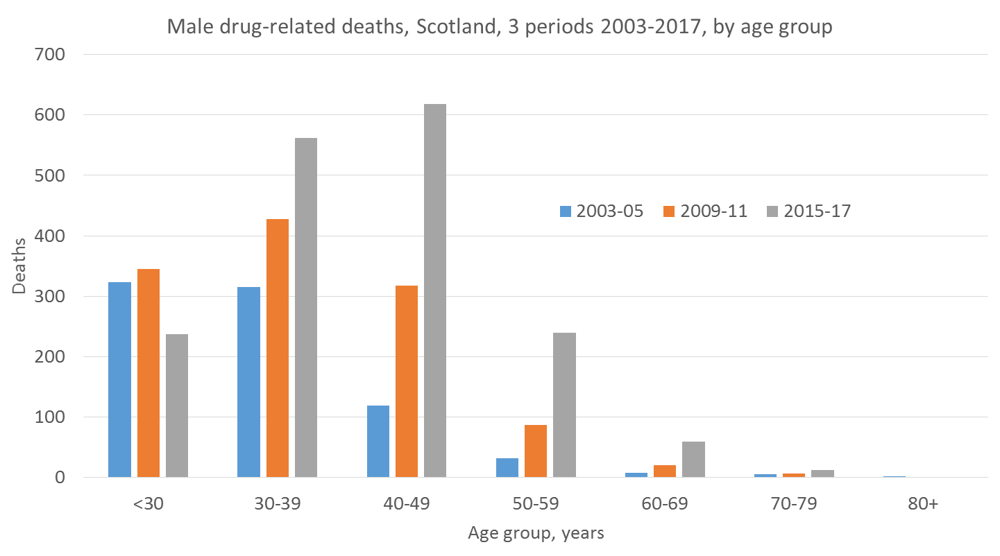 Male drug-related deaths, Scotland, 3 periods 2003-2017, by age group
700
600
500
400
300
200
100
0
Deaths
2003-05 2009-11 2015-17
<30 30-39 40-49 50-59 60-69 70-79 80+
Age group, years